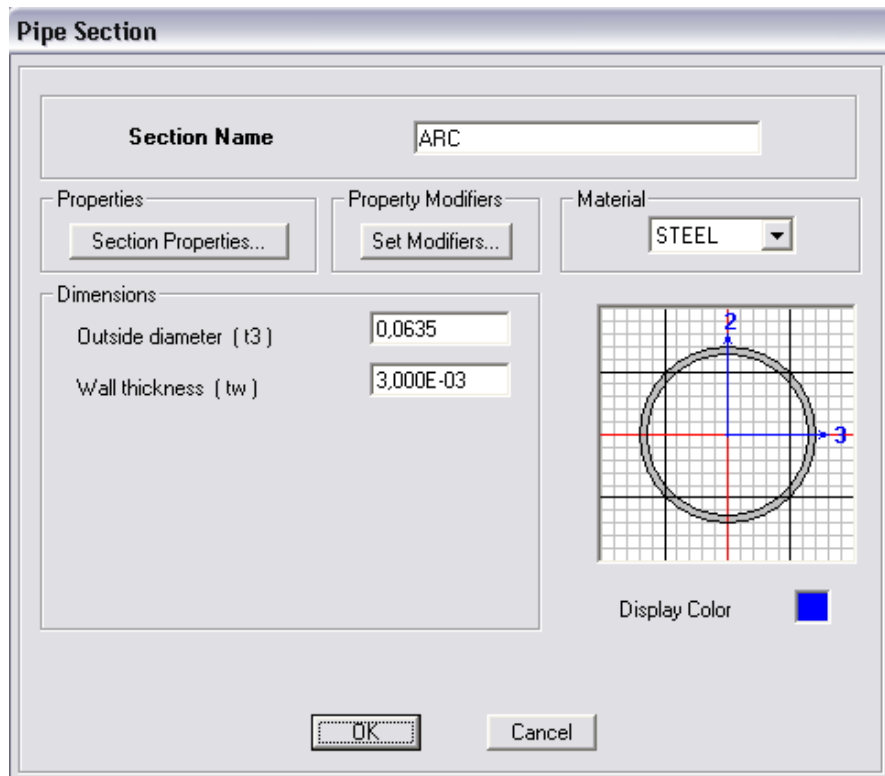 Pipe Section
Section Name ARC
Properties
Section Properties...
Property Modifiers
Set Modifiers...
Material
STEEL
Dimensions
Outside diameter ( t3 ) 0,0635
Wall thickness ( tw ) 3,000E-03
2
3
Display Color
OK Cancel